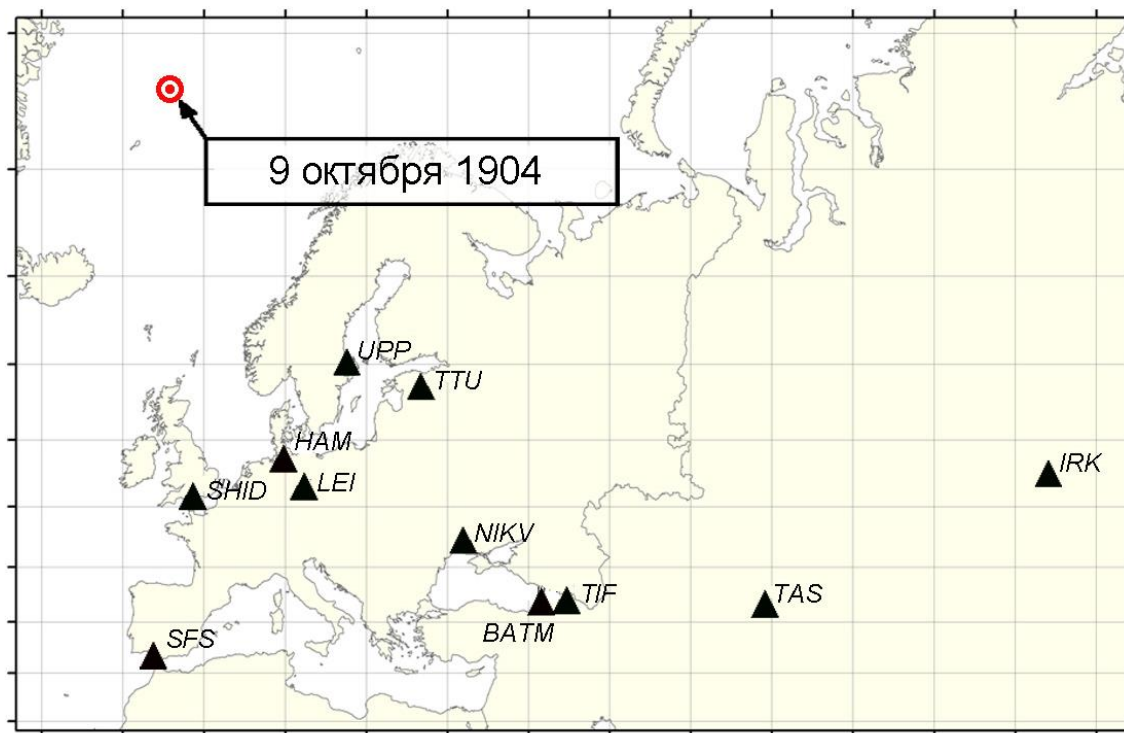 9 октября 1904
UPP
TTU
HAM
LEI
SHID
IRK
NIKV
TIF
TAS
BATM
SFS